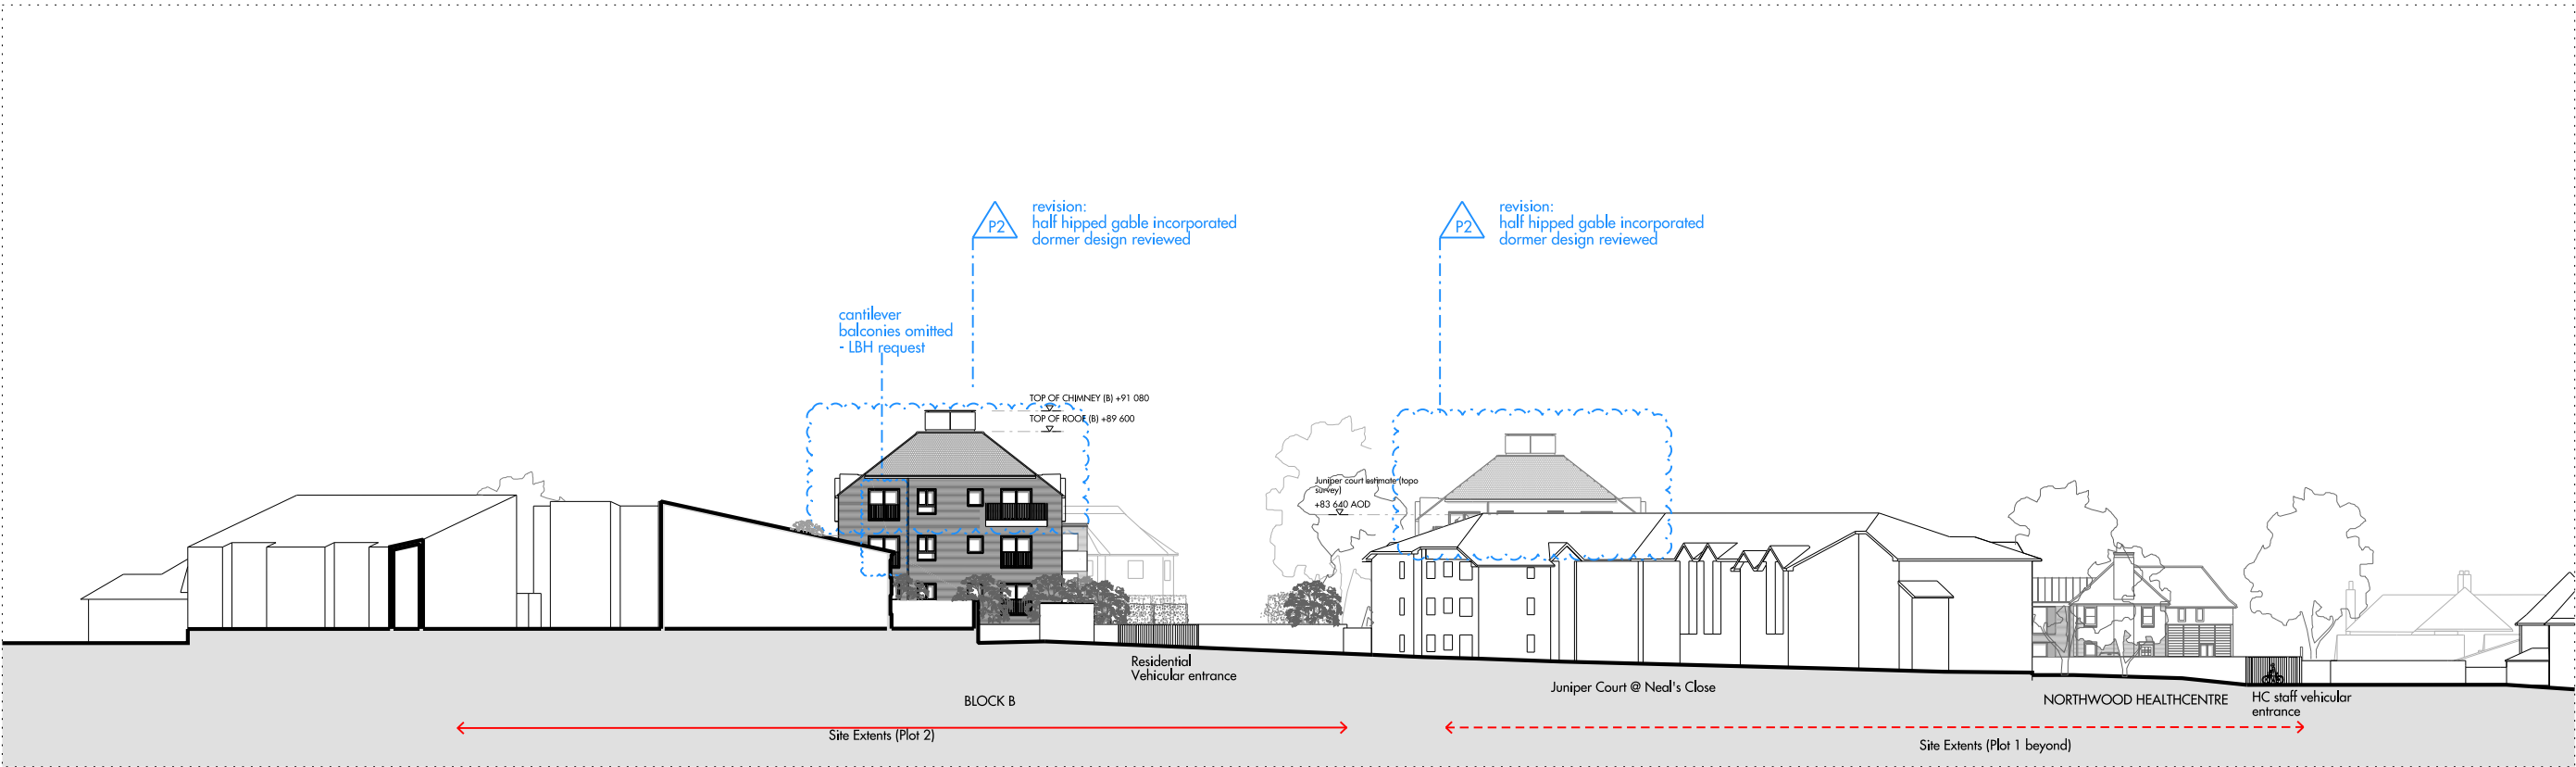 P2
revision:
half hipped gable incorporated
dormer design reviewed
P2
revision:
half hipped gable incorporated
dormer design reviewed
cantilever
balconies omitted
- LBH request
TOP OF CHIMNEY (B) +91 080
TOP OF ROOF (B) +89 600
Juniper court estimate (topo
survey)
+83 640 AOD
Residential
Vehicular entrance
BLOCK B
Site Extents (Plot 2)
Juniper Court @ Neal's Close
NORTHWOOD HEALTHCENTRE
HC staff vehicular
entrance
Site Extents (Plot 1 beyond)